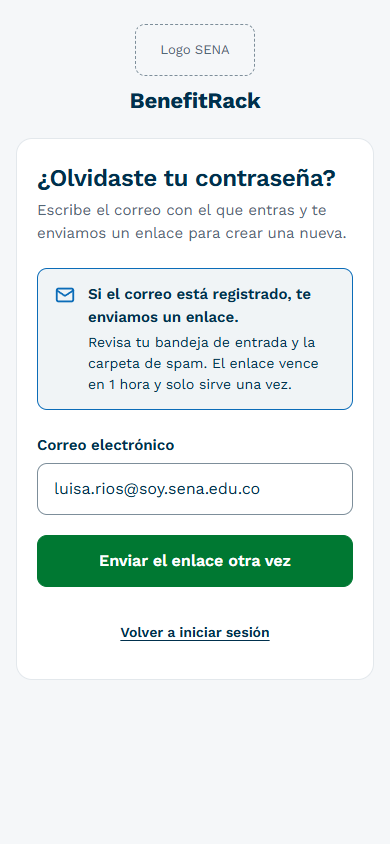 Logo SENA
BenefitRack
¿Olvidaste tu contraseña?
Escribe el correo con el que entras y te
enviamos un enlace para crear una nueva.
Si el correo está registrado, te
enviamos un enlace.
Revisa tu bandeja de entrada y la
carpeta de spam. El enlace vence
en 1 hora y solo sirve una vez.
Correo electrónico
luisa.rios@soy.sena.edu.co
Enviar el enlace otra vez
Volver a iniciar sesión